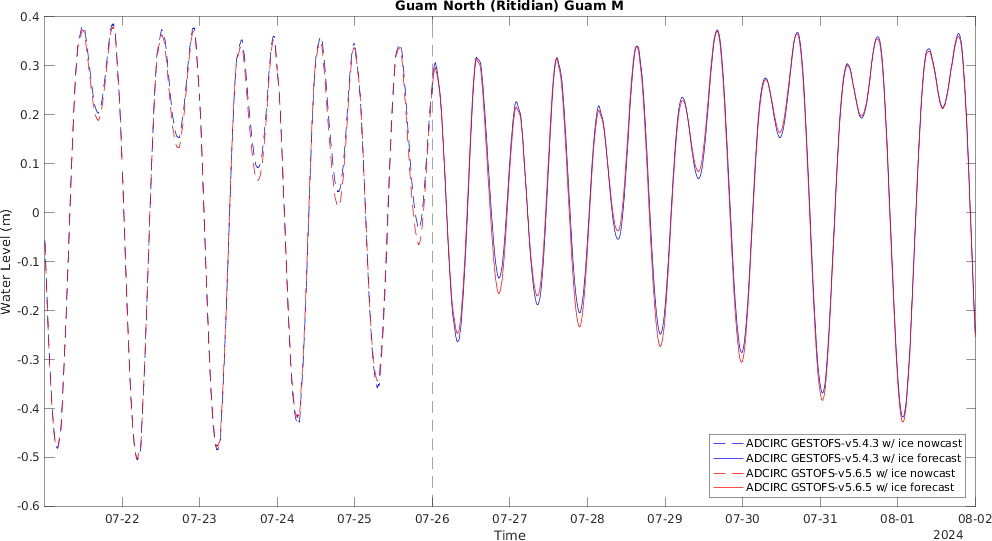 Guam North (Ritidian) Guam M
0.4
0.3
0.2
0.1
0
-0.1
-0.2
-0.3
-0.4
-0.5
-0.6
Water Level (m)
ADCIRC GESTOFS-v5.4.3 w/ ice nowcast
ADCIRC GESTOFS-v5.4.3 w/ ice forecast
ADCIRC GSTOFS-v5.6.5 w/ ice nowcast
ADCIRC GSTOFS-v5.6.5 w/ ice forecast
07-22 07-23 07-24 07-25 07-26 07-27 07-28 07-29 07-30 07-31 08-01 08-02
Time
2024